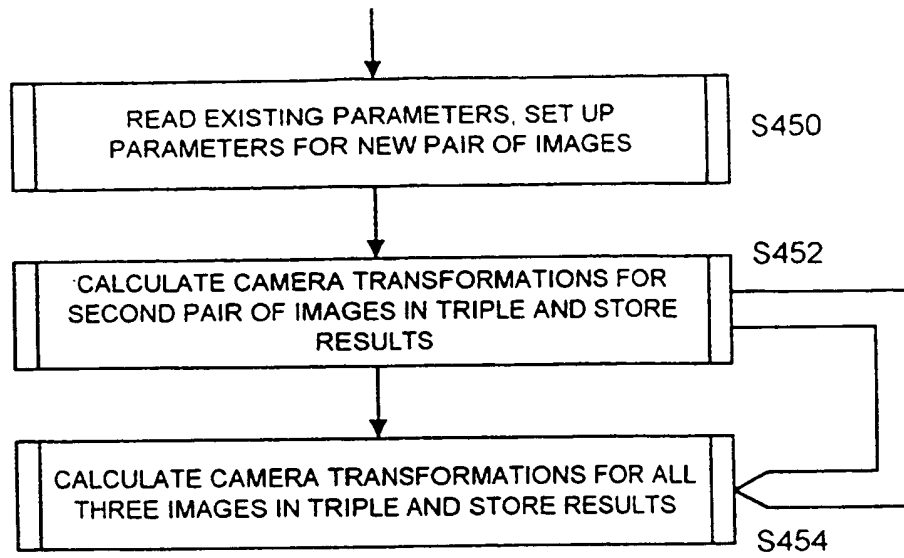 READ EXISTING PARAMETERS, SET UP
PARAMETERS FOR NEW PAIR OF IMAGES
S450
S452
CALCULATE CAMERA TRANSFORMATIONS FOR
SECOND PAIR OF IMAGES IN TRIPLE AND STORE
RESULTS
CALCULATE CAMERA TRANSFORMATIONS FOR ALL
THREE IMAGES IN TRIPLE AND STORE RESULTS
S454